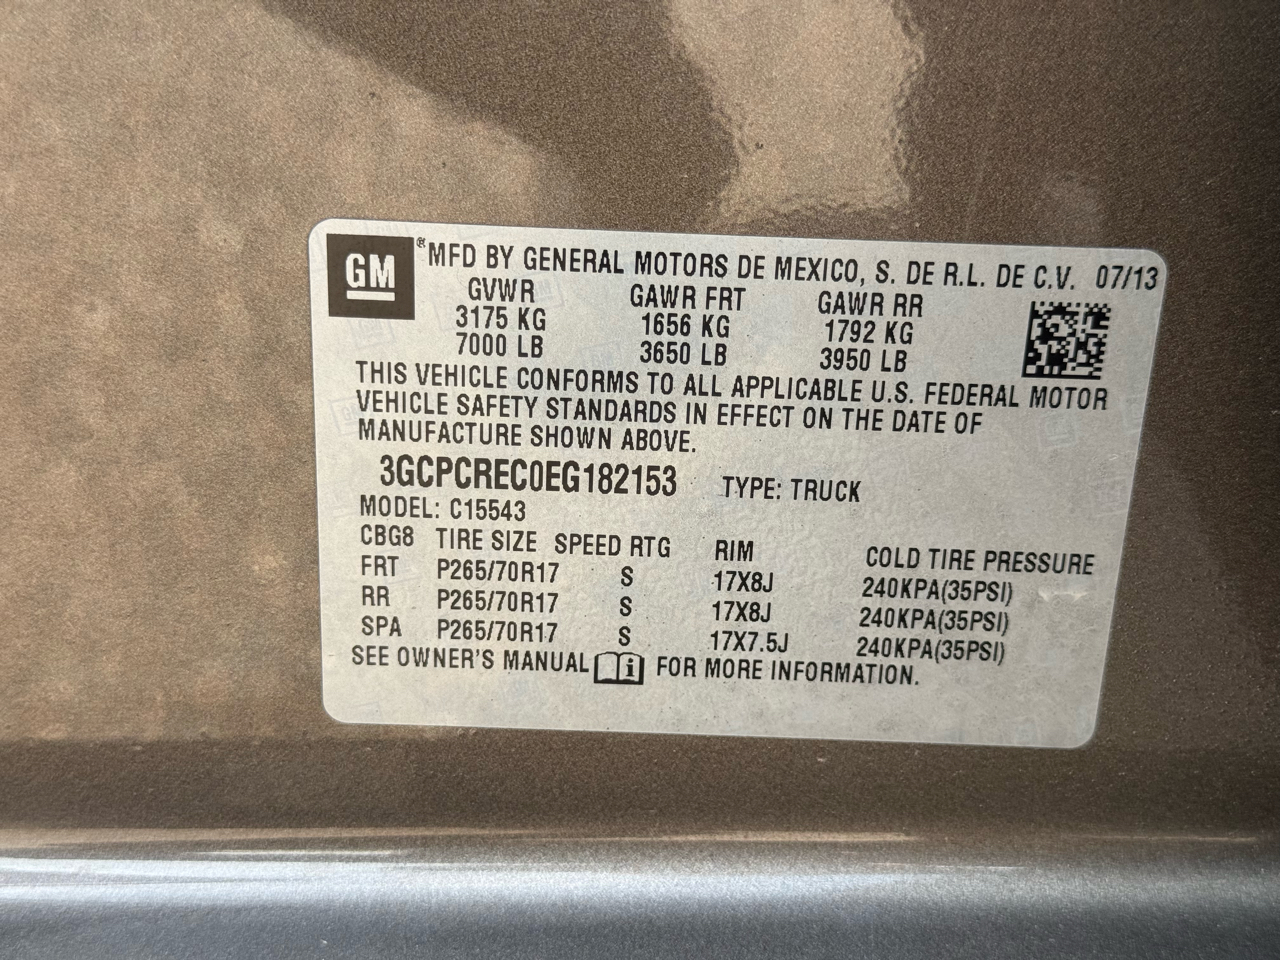 GM
® MFD BY GENERAL MOTORS DE MEXICO, S. DE R.L. DE C.V. 07/13
GVWR GAWR FRT GAWR RR
3175 KG 1656 KG 1792 KG
7000 LB 3650 LB 3950 LB
THIS VEHICLE CONFORMS TO ALL APPLICABLE U.S. FEDERAL MOTOR
VEHICLE SAFETY STANDARDS IN EFFECT ON THE DATE OF
MANUFACTURE SHOWN ABOVE.
3GCPCREC0EG182153 TYPE: TRUCK
MODEL: C15543
CBG8 TIRE SIZE SPEED RTG RIM COLD TIRE PRESSURE
FRT P265/70R17 S 17X8J 240KPA(35PSI)
RR P265/70R17 S 17X8J 240KPA(35PSI)
SPA P265/70R17 S 17X7.5J 240KPA(35PSI)
SEE OWNER'S MANUAL i FOR MORE INFORMATION.